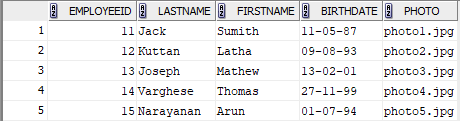 EMPLOYEEID LASTNAME FIRSTNAME BIRTHDATE PHOTO
1 11 Jack Sumith 11-05-87 photo1.jpg
2 12 Kuttan Latha 09-08-93 photo2.jpg
3 13 Joseph Mathew 13-02-01 photo3.jpg
4 14 Varghese Thomas 27-11-99 photo4.jpg
5 15 Narayanan Arun 01-07-94 photo5.jpg